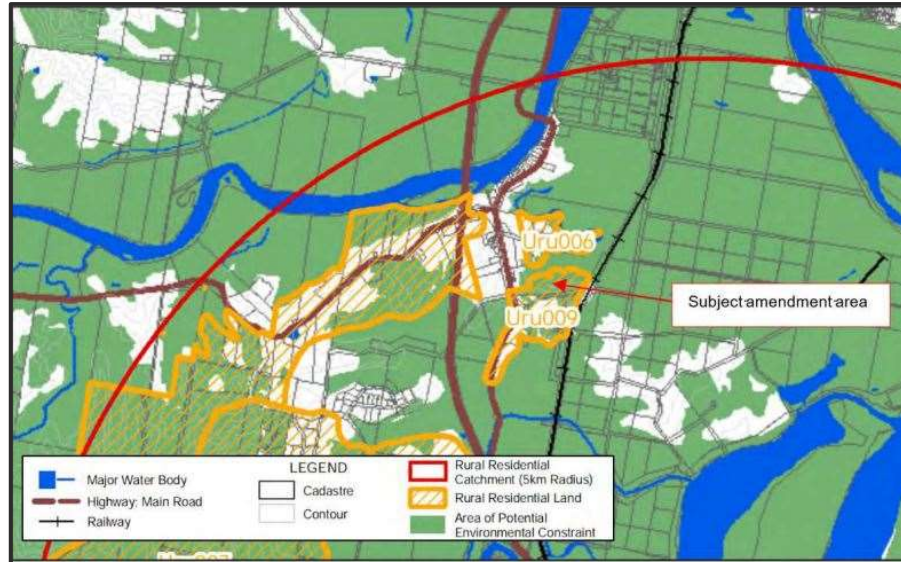 Uru006
Subject amendment area
Uru009
LEGEND
Major Water Body
Highway; Main Road
Railway
Cadastre
Contour
Rural Residential
Catchment (5km Radius)
Rural Residential Land
Area of Potential
Environmental Constraint